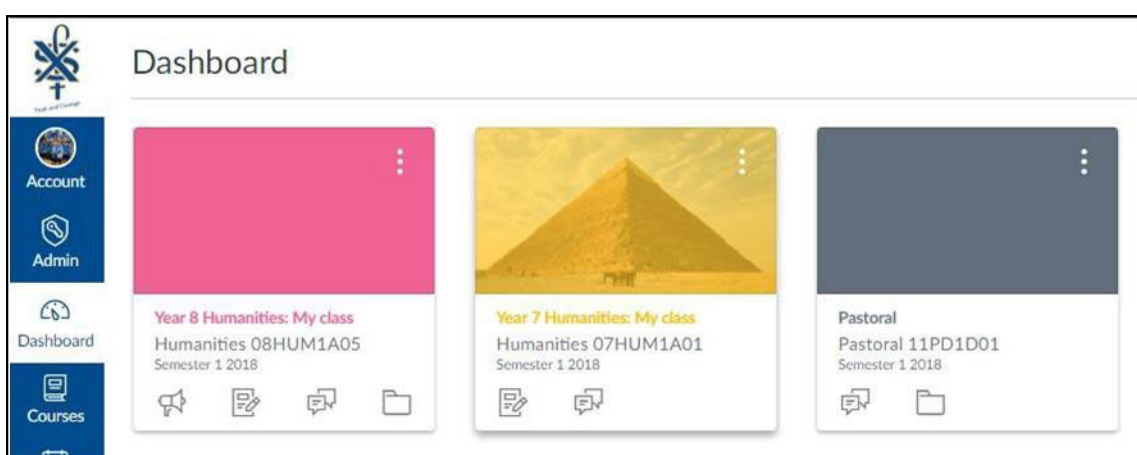 Dashboard
Account
Admin
Dashboard
Courses
Year 8 Humanities: My class
Humanities 08HUM1A05
Semester 1 2018
Year 7 Humanities: My class
Humanities 07HUM1A01
Semester 1 2018
Pastoral
Pastoral 11PD1D01
Semester 1 2018